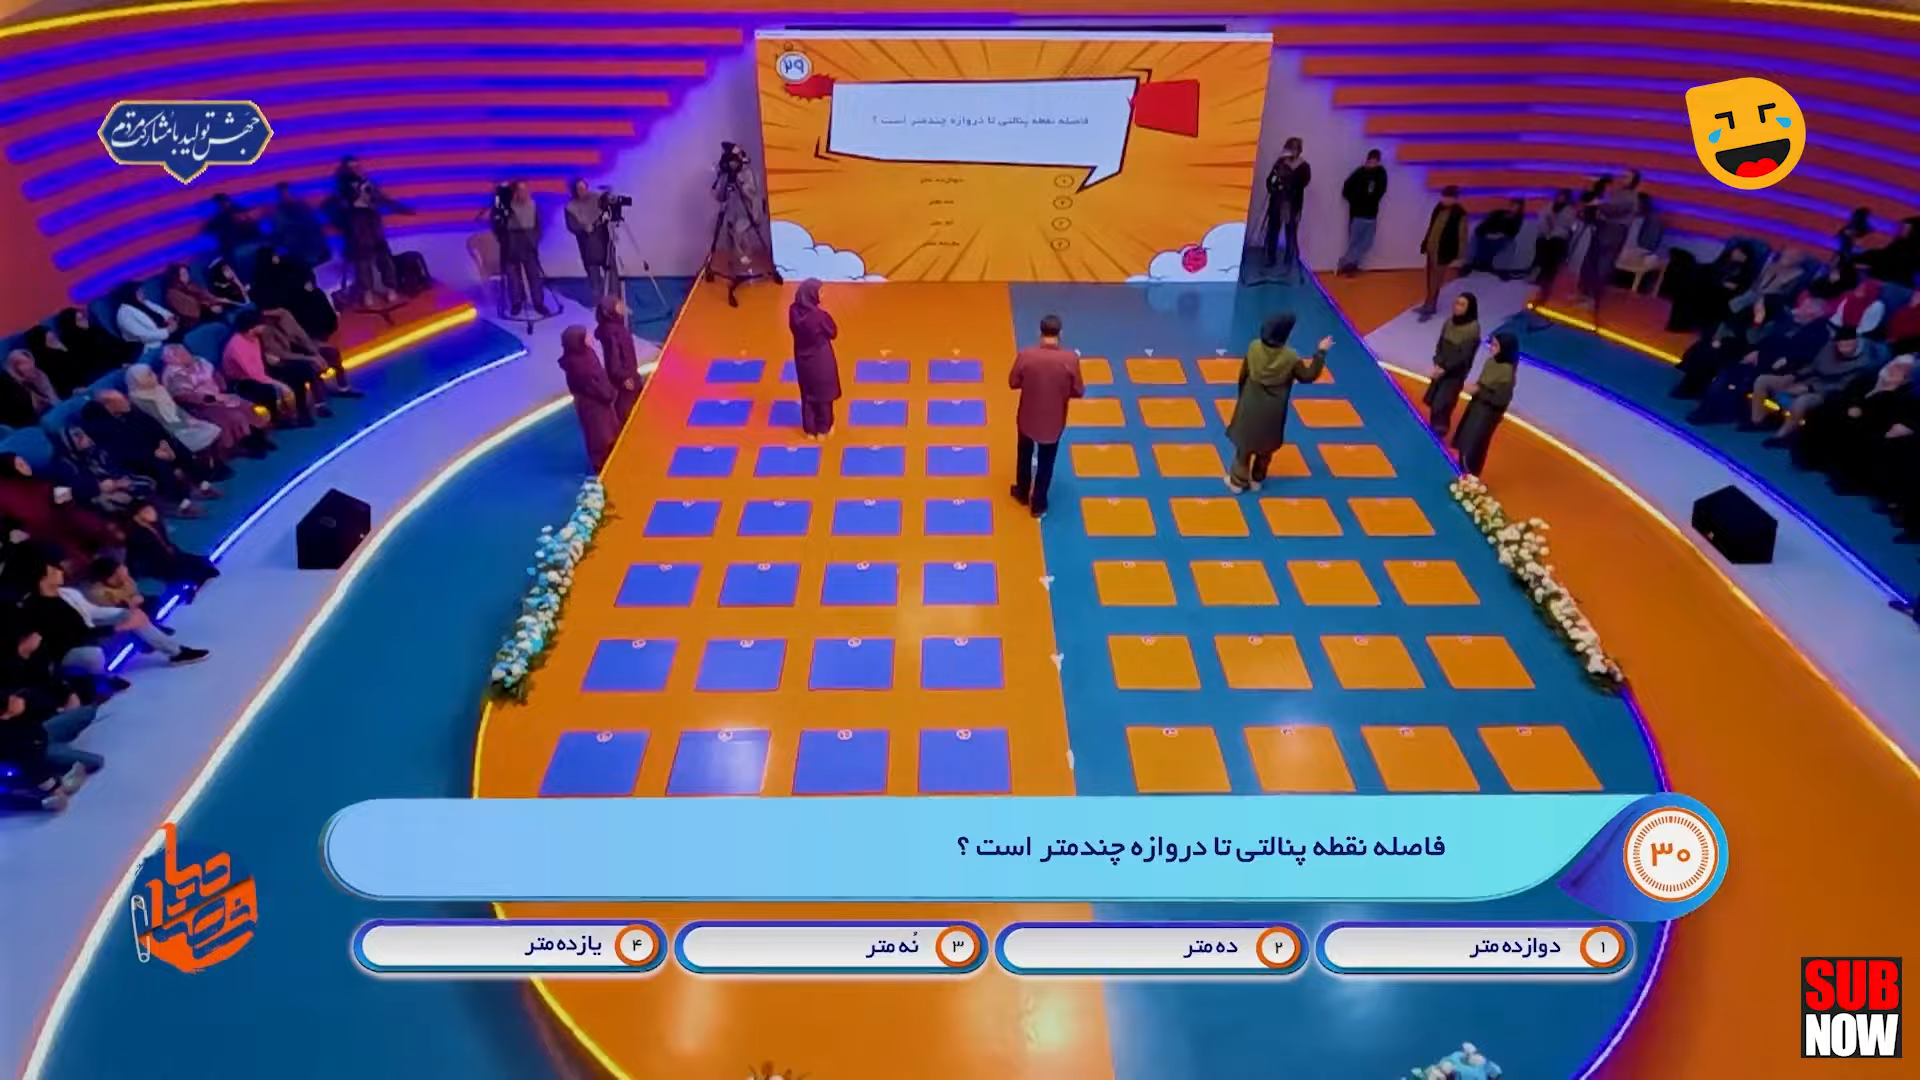 ۲۹
فاصله نقطه پنالتی تا دروازه چندمتر است ؟
جهش تولید با مشارکت مردم
فاصله نقطه پنالتی تا دروازه چندمتر است ؟
۳۰
۱ دوازده متر
۲ ده متر
۳ نُه متر
۴ یازده متر
SUB
NOW